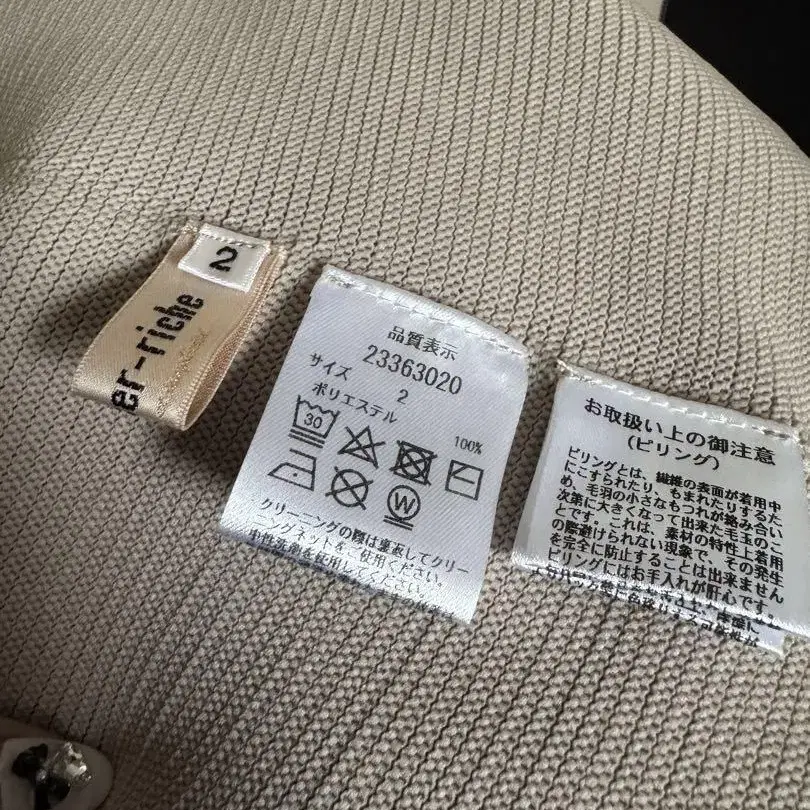 2
er-riche
品質表示
23363020
サイズ 2
ポリエステル 100%
30
W
クリーニングの際は裏返してクリー
ニングネットをご使用ください。
中性洗剤を使用してください。
お取扱い上の御注意
(ピリング)
ピリングとは、繊維の表面が着用中
にこすられたり、もまれたりするた
め、毛羽の小さなもつれが絡み合い
次第に大きくなって出来た毛玉のこ
とです。これは、素材の特性上着用
の際避けられない現象で、その発生
を完全に防止することは出来ません
ピリングにはお手入れが肝心です。